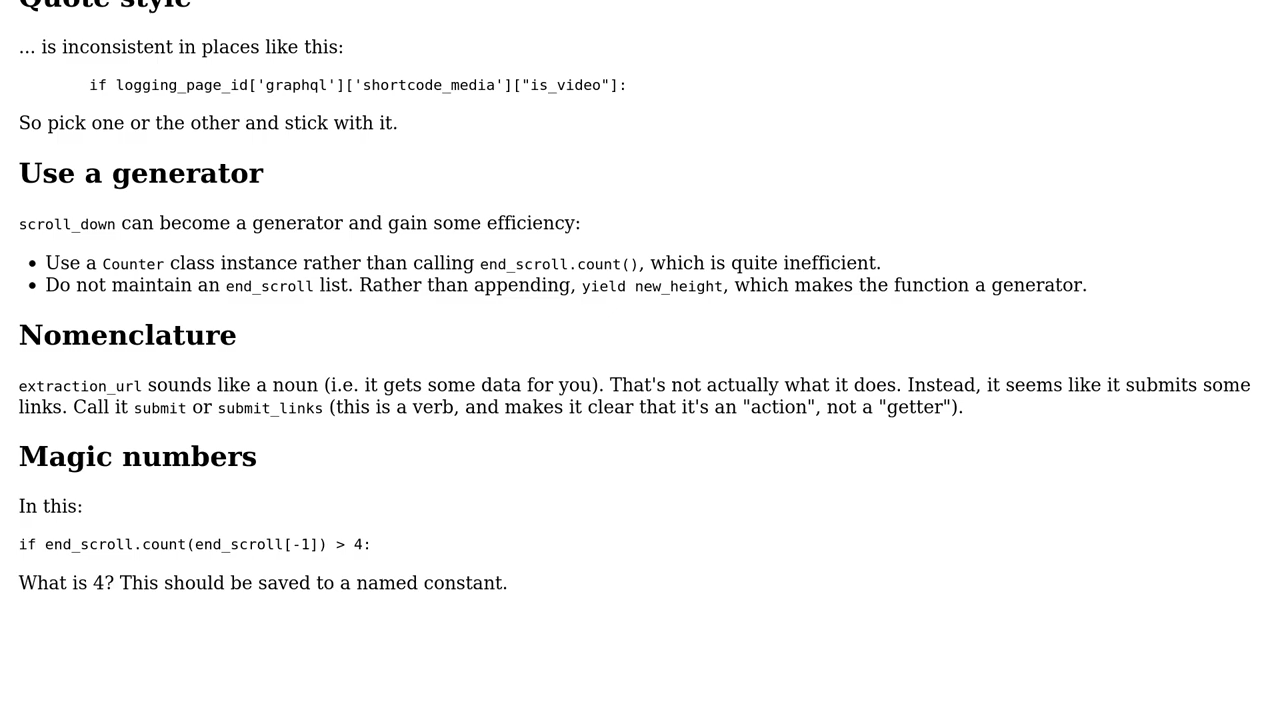 Quote style
... is inconsistent in places like this:
if logging_page_id['graphql']['shortcode_media']["is_video"]:
So pick one or the other and stick with it.
Use a generator
scroll_down can become a generator and gain some efficiency:
• Use a Counter class instance rather than calling end_scroll.count(), which is quite inefficient.
• Do not maintain an end_scroll list. Rather than appending, yield new_height, which makes the function a generator.
Nomenclature
extraction_url sounds like a noun (i.e. it gets some data for you). That's not actually what it does. Instead, it seems like it submits some
links. Call it submit or submit_links (this is a verb, and makes it clear that it's an "action", not a "getter").
Magic numbers
In this:
if end_scroll.count(end_scroll[-1]) > 4:
What is 4? This should be saved to a named constant.